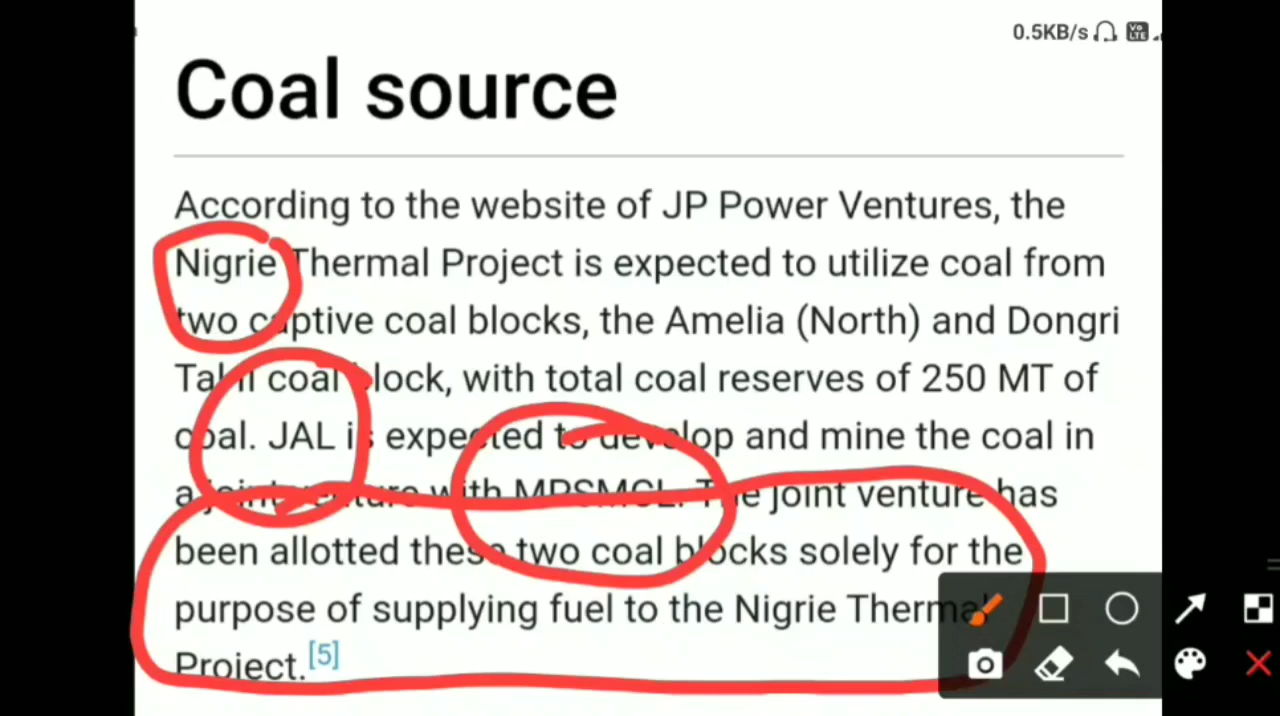 0.5KB/s Vo LTE
Coal source
According to the website of JP Power Ventures, the
Nigrie Thermal Project is expected to utilize coal from
two captive coal blocks, the Amelia (North) and Dongri
Tal II coal block, with total coal reserves of 250 MT of
coal. JAL is expected to develop and mine the coal in
a joint venture with MPSMCL. The joint venture has
been allotted these two coal blocks solely for the
purpose of supplying fuel to the Nigrie Thermal
Project.[5]